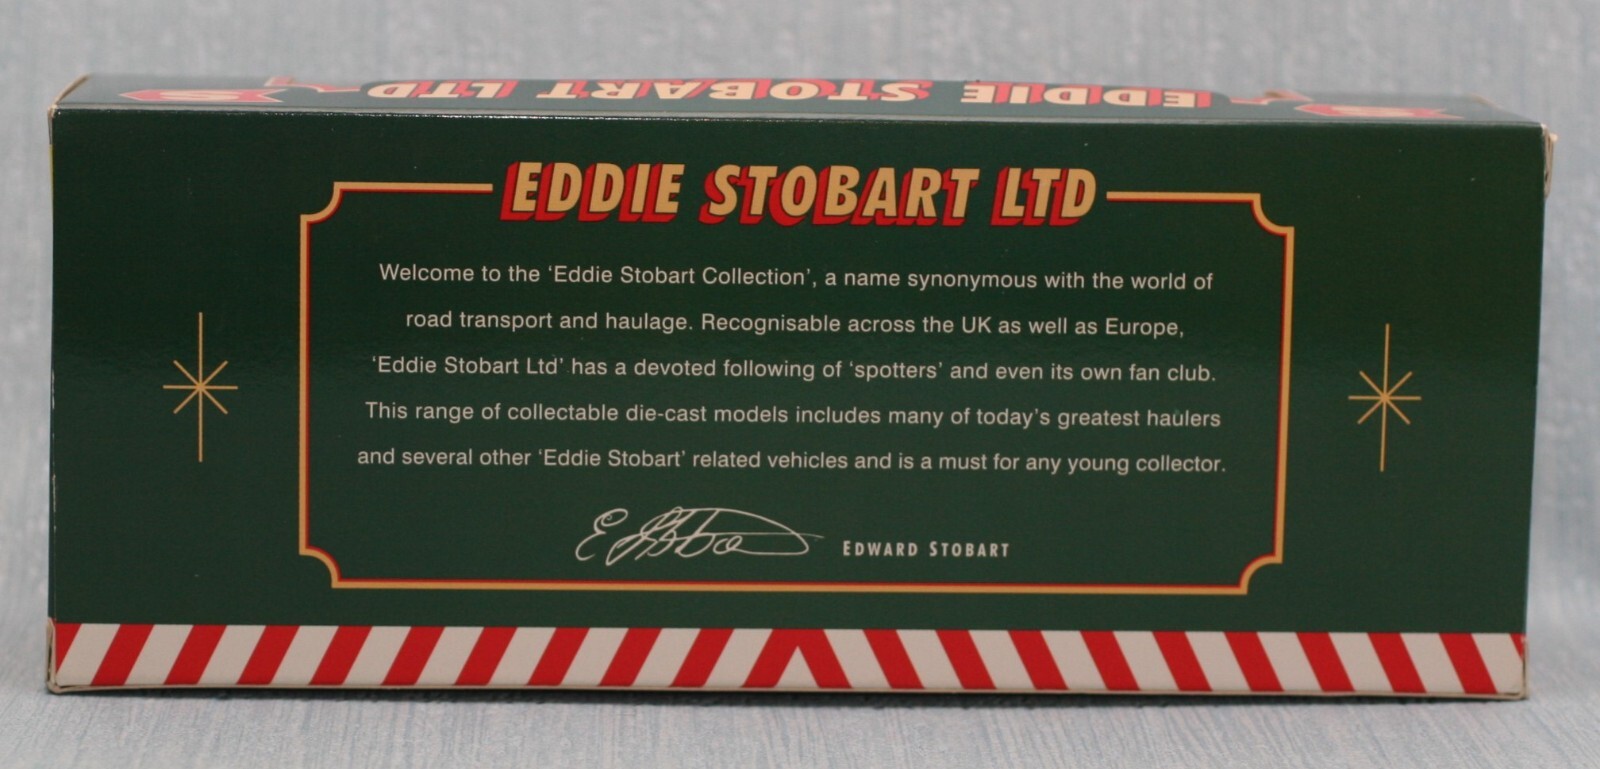 EDDIE STOBART LTD
EDDIE STOBART LTD
Welcome to the ‘Eddie Stobart Collection’, a name synonymous with the world of
road transport and haulage. Recognisable across the UK as well as Europe,
‘Eddie Stobart Ltd’ has a devoted following of ‘spotters’ and even its own fan club.
This range of collectable die-cast models includes many of today’s greatest haulers
and several other ‘Eddie Stobart’ related vehicles and is a must for any young collector.
E Stobart EDWARD STOBART